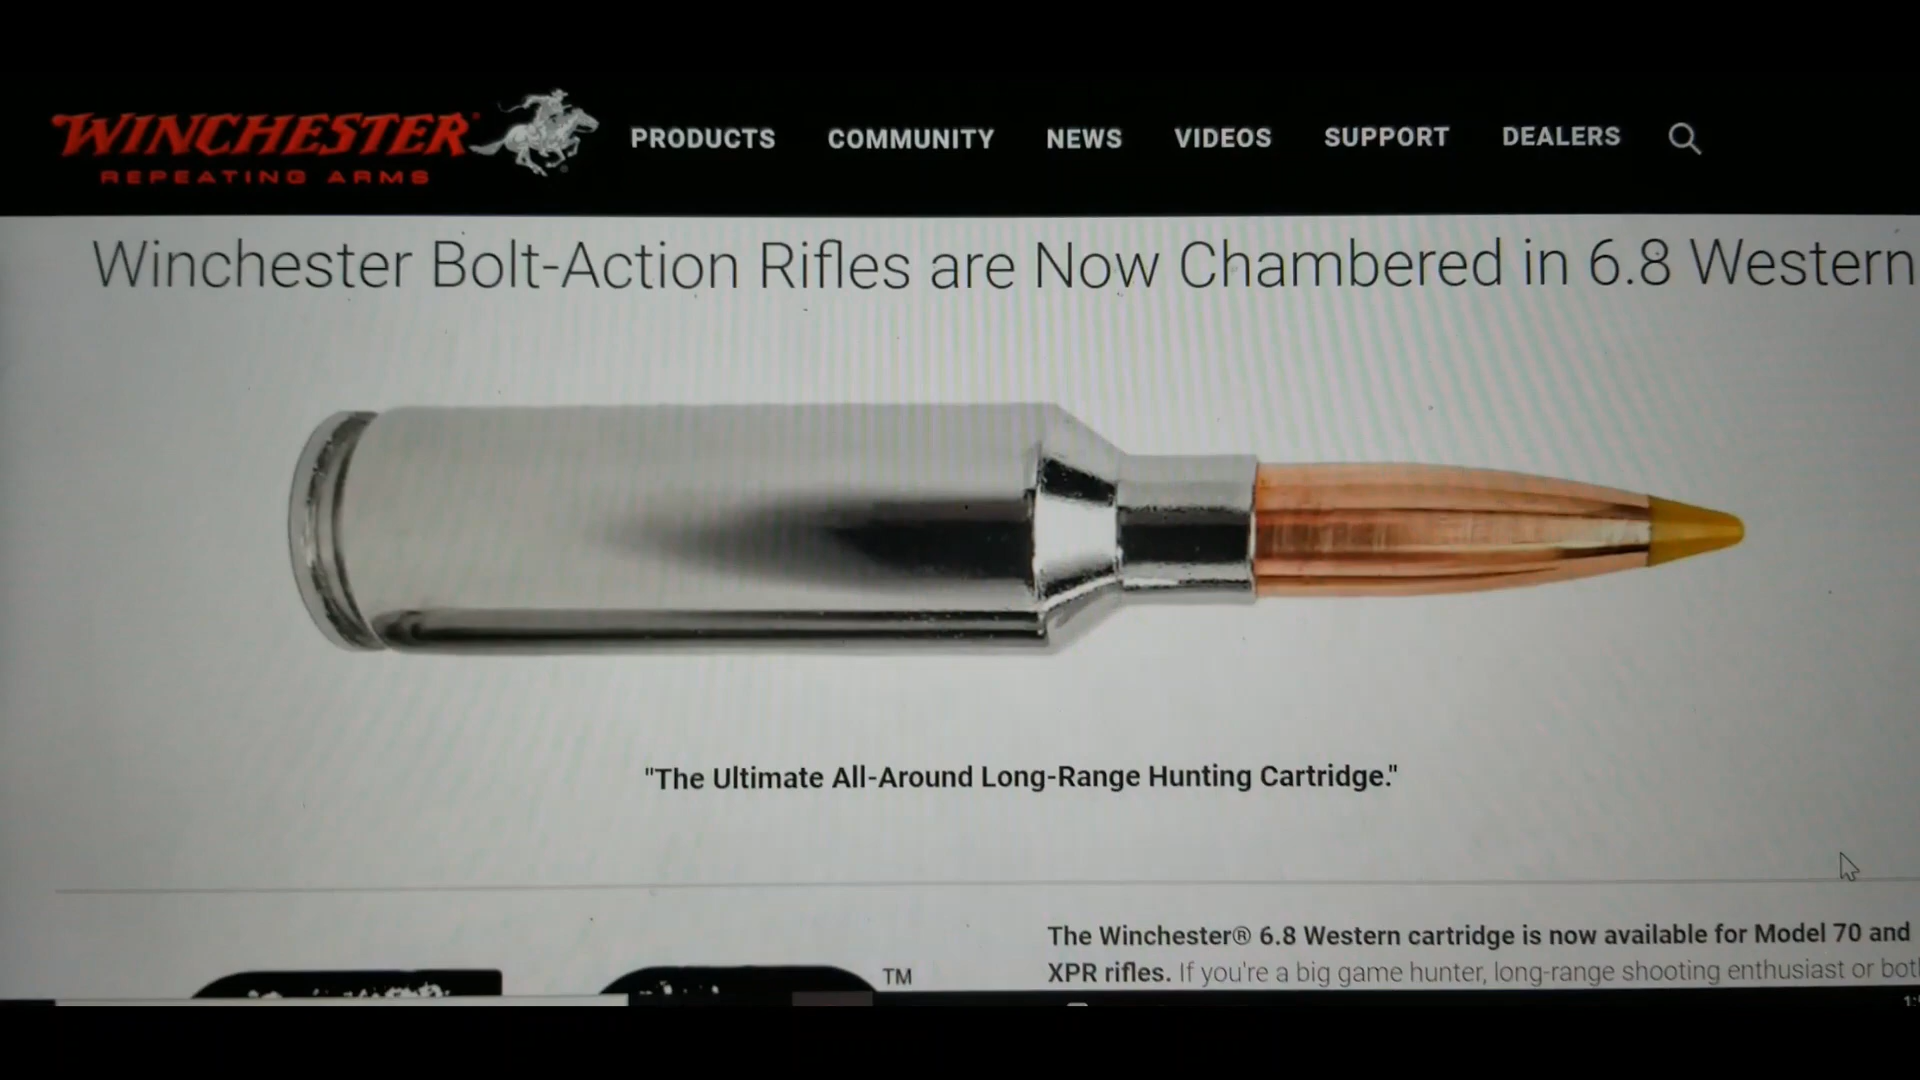 WINCHESTER
REPEATING ARMS
PRODUCTS COMMUNITY NEWS VIDEOS SUPPORT DEALERS
Winchester Bolt-Action Rifles are Now Chambered in 6.8 Western
"The Ultimate All-Around Long-Range Hunting Cartridge."
TM
The Winchester® 6.8 Western cartridge is now available for Model 70 and
XPR rifles. If you're a big game hunter, long-range shooting enthusiast or